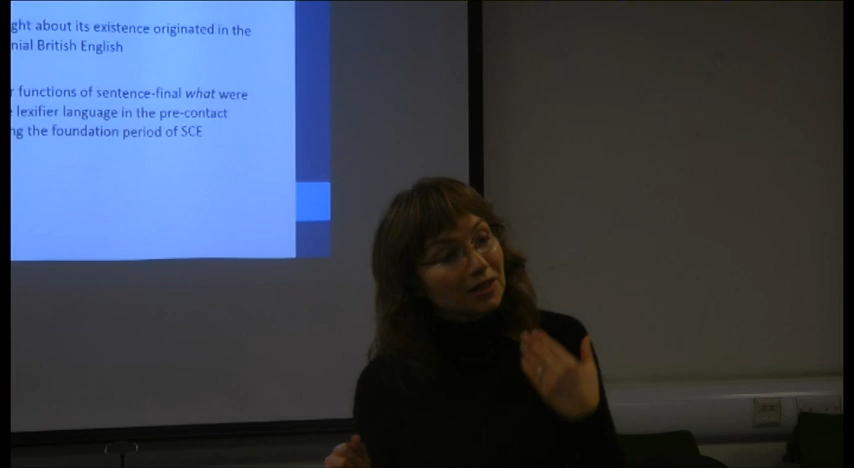 ght about its existence originated in the
nial British English
r functions of sentence-final what were
lexifier language in the pre-contact
ng the foundation period of SCE